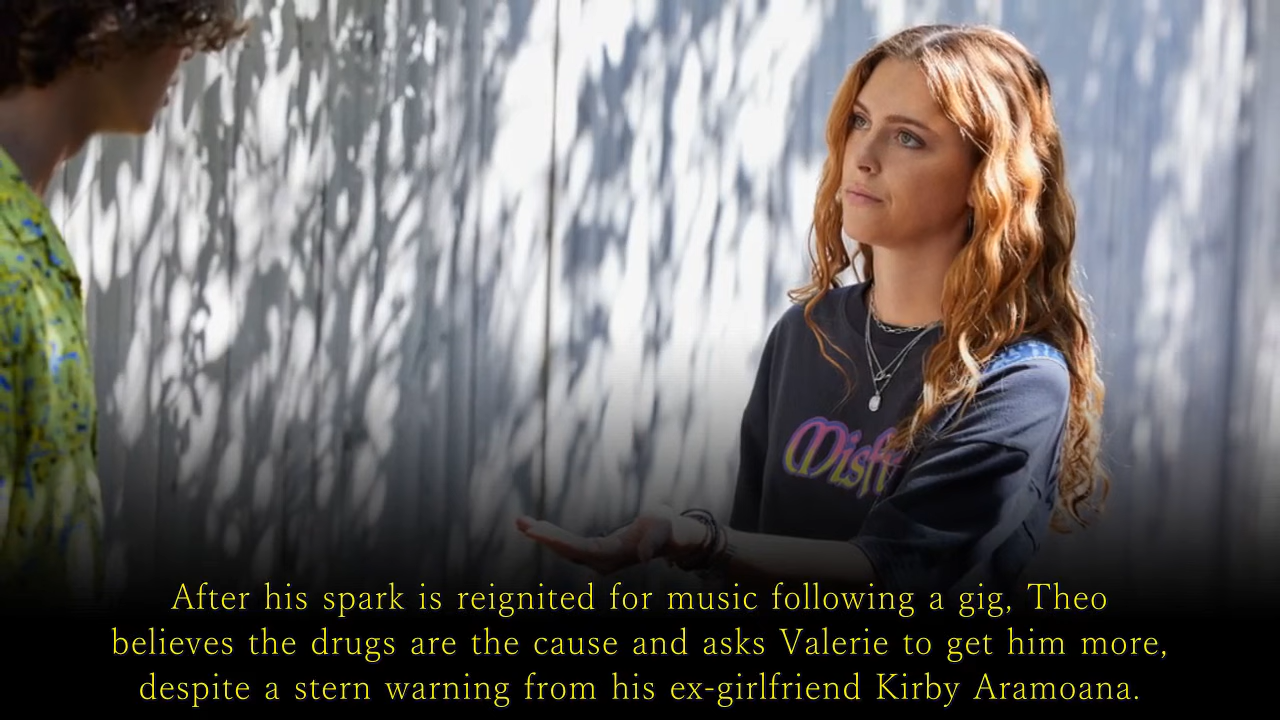 Misfi
After his spark is reignited for music following a gig, Theo
believes the drugs are the cause and asks Valerie to get him more,
despite a stern warning from his ex-girlfriend Kirby Aramoana.